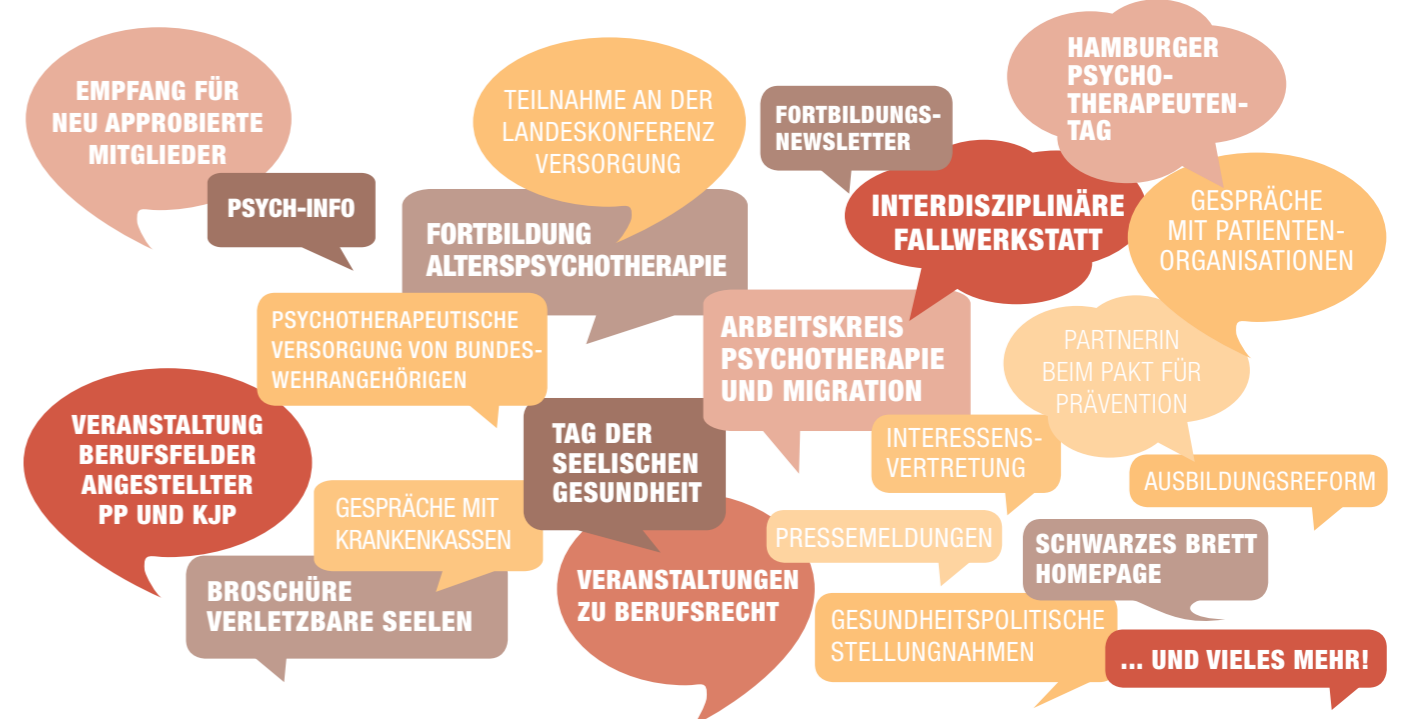 EMPFANG FÜR
NEU APPROBIERTE
MITGLIEDER
PSYCH-INFO
TEILNAHME AN DER
LANDESKONFERENZ
VERSORGUNG
FORTBILDUNG
ALTERSPSYCHOTHERAPIE
FORTBILDUNGS-
NEWSLETTER
HAMBURGER
PSYCHO-
THERAPEUTEN-
TAG
INTERDISZIPLINÄRE
FALLWERKSTATT
GESPRÄCHE
MIT PATIENTEN-
ORGANISATIONEN
PSYCHOTHERAPEUTISCHE
VERSORGUNG VON BUNDES-
WEHRANGEHÖRIGEN
ARBEITSKREIS
PSYCHOTHERAPIE
UND MIGRATION
PARTNERIN
BEIM PAKT FÜR
PRÄVENTION
VERANSTALTUNG
BERUFSFELDER
ANGESTELLTER
PP UND KJP
TAG DER
SEELISCHEN
GESUNDHEIT
INTERESSENS-
VERTRETUNG
AUSBILDUNGSREFORM
GESPRÄCHE MIT
KRANKENKASSEN
PRESSEMELDUNGEN
SCHWARZES BRETT
HOMEPAGE
BROSCHÜRE
VERLETZBARE SEELEN
VERANSTALTUNGEN
ZU BERUFSRECHT
GESUNDHEITSPOLITISCHE
STELLUNGNAHMEN
... UND VIELES MEHR!